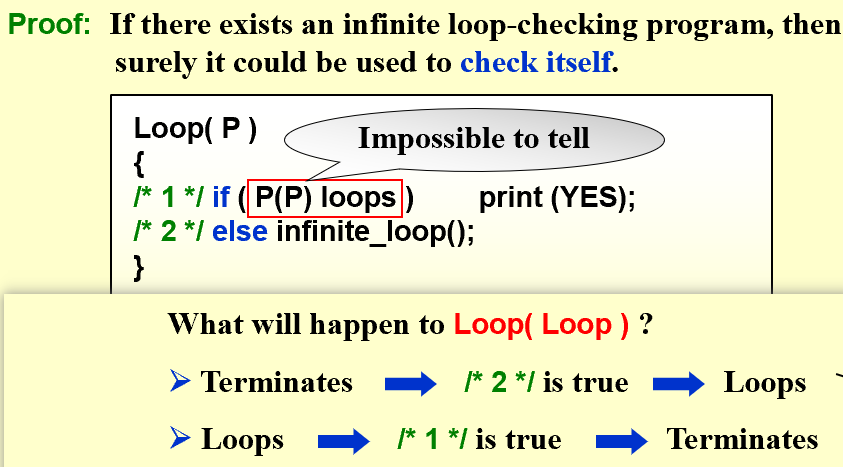 Proof: If there exists an infinite loop-checking program, then
surely it could be used to check itself.
Loop( P )
Impossible to tell
{
/* 1 */ if ( P(P) loops ) print (YES);
/* 2 */ else infinite_loop();
}
What will happen to Loop( Loop ) ?
Terminates /* 2 */ is true Loops
Loops /* 1 */ is true Terminates